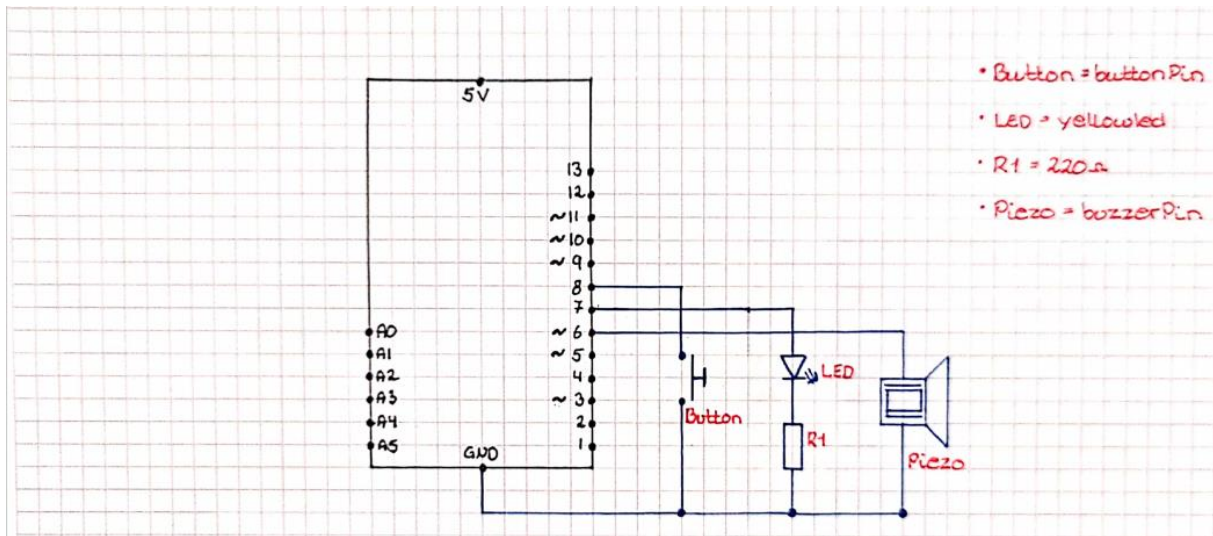 5V
13
12
~11
~10
~9
8
7
~6
~5
4
~3
2
1
A0
A1
A2
A3
A4
A5
GND
Button
LED
R1
Piezo
• Button = buttonPin
• LED = yellowled
• R1 = 220Ω
• Piezo = buzzerPin